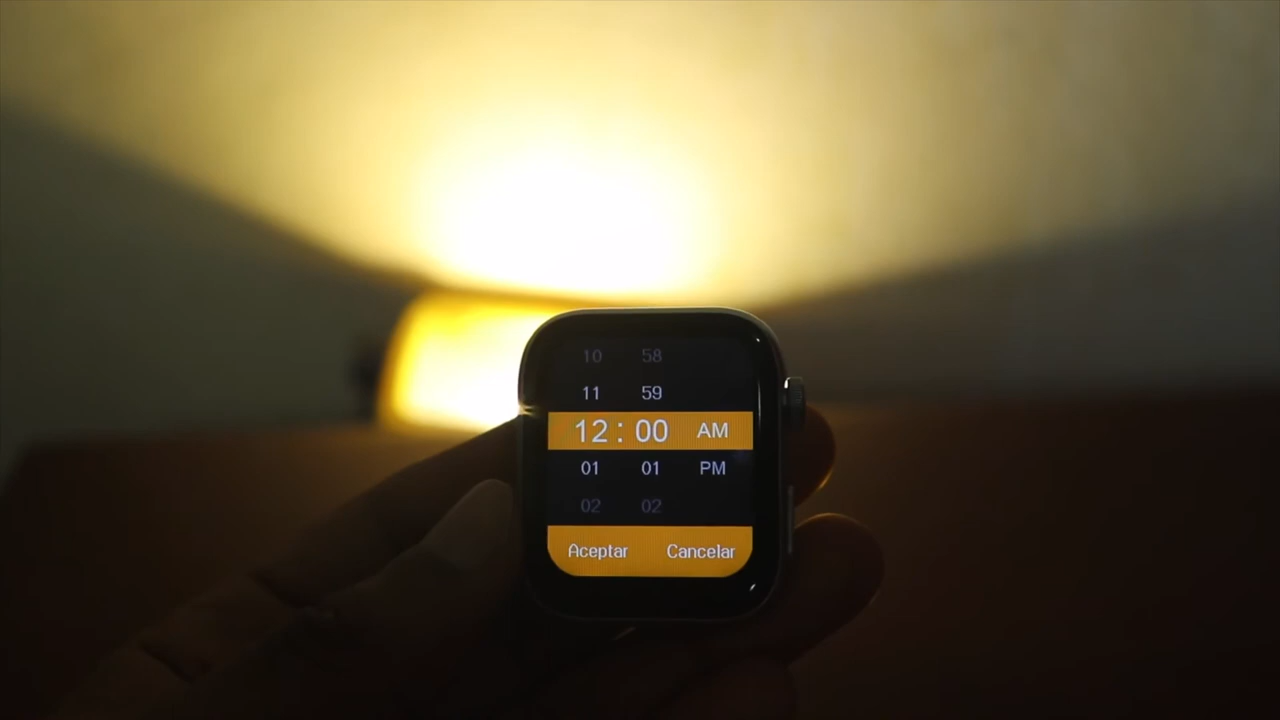 10 58
11 59
12 : 00 AM
01 01 PM
02 02
Aceptar Cancelar